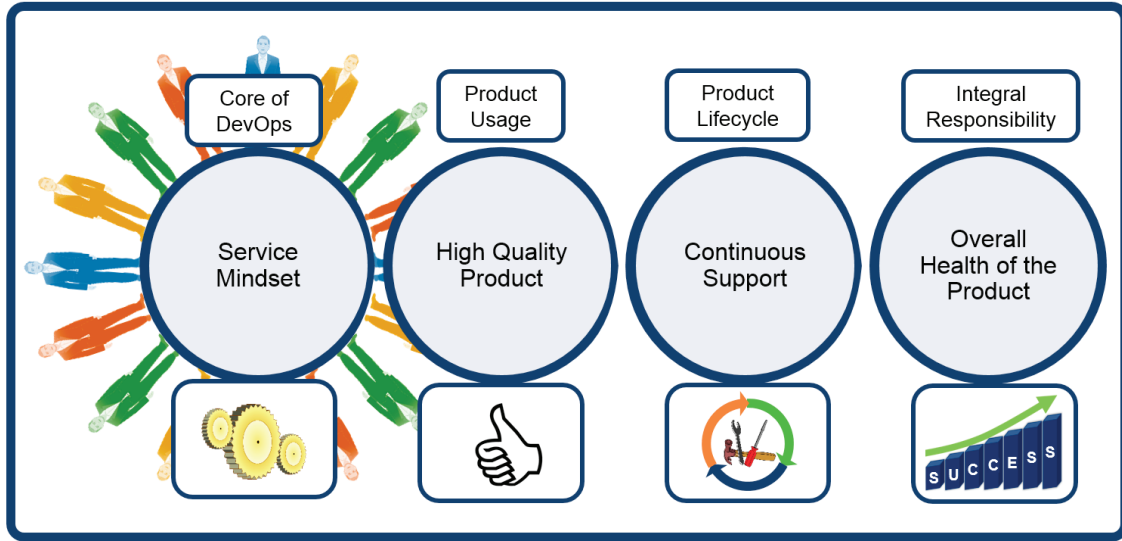 Core of
DevOps
Product
Usage
Product
Lifecycle
Integral
Responsibility
Service
Mindset
High Quality
Product
Continuous
Support
Overall
Health of the
Product
SUCCESS